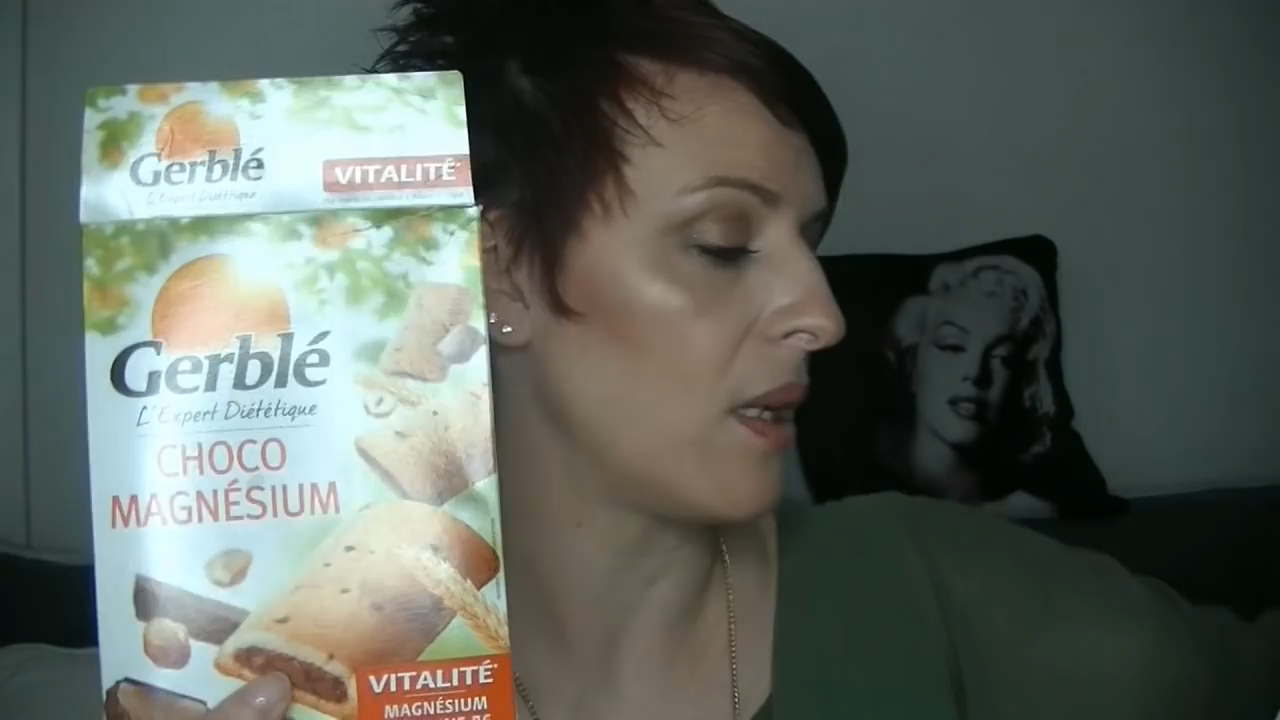 Gerblé
L'Expert Diététique
VITALITÉ*
Gerblé
L'Expert Diététique
CHOCO
MAGNÉSIUM
VITALITÉ*
MAGNÉSIUM